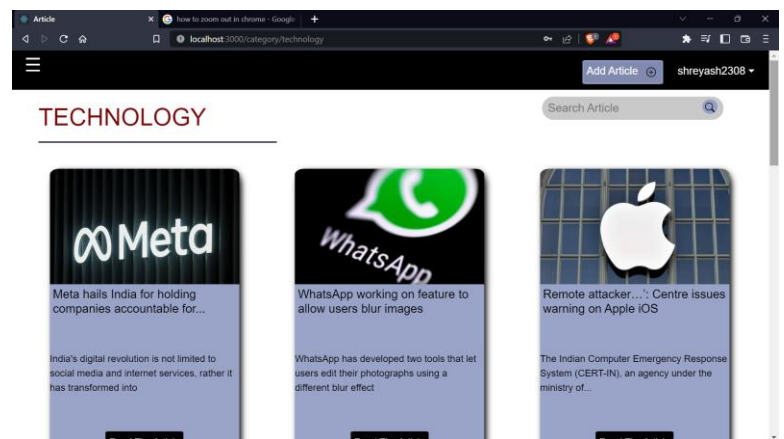 Article
how to zoom out in chrome - Google
localhost:3000/category/technology
Add Article
shreyash2308
TECHNOLOGY
Search Article
Meta
WhatsApp
Meta hails India for holding
companies accountable for...
WhatsApp working on feature to
allow users blur images
Remote attacker…': Centre issues
warning on Apple iOS
India's digital revolution is not limited to
social media and internet services, rather it
has transformed into
WhatsApp has developed two tools that let
users edit their photographs using a
different blur effect
The Indian Computer Emergency Response
System (CERT-IN), an agency under the
ministry of...